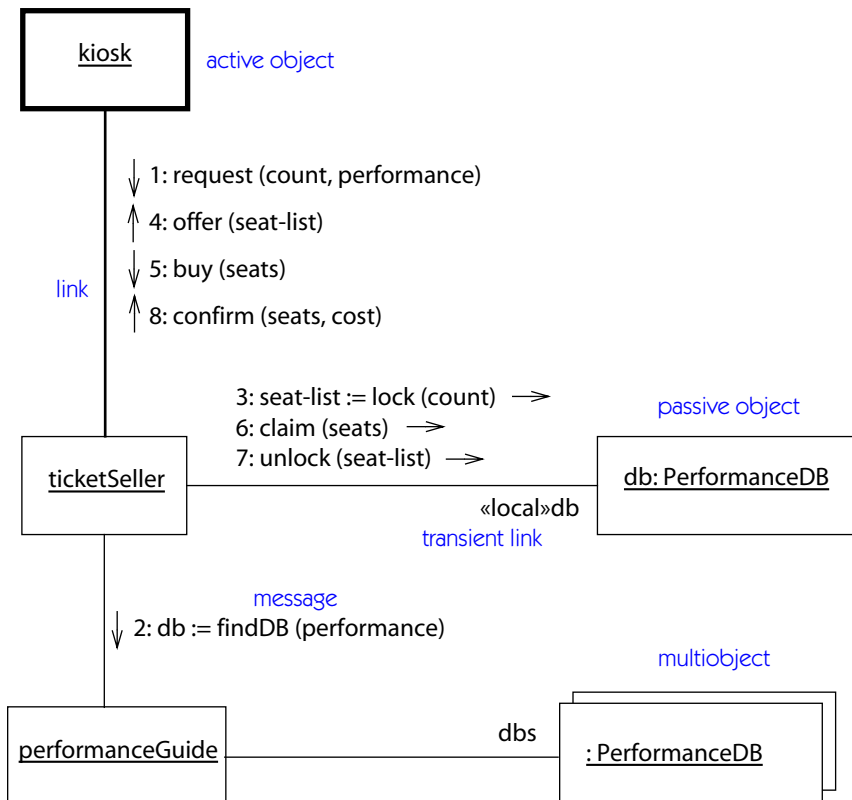 kiosk
active object
1: request (count, performance)
4: offer (seat-list)
5: buy (seats)
link
8: confirm (seats, cost)
3: seat-list := lock (count)
6: claim (seats)
7: unlock (seat-list)
passive object
ticketSeller
db: PerformanceDB
«local»db
transient link
message
2: db := findDB (performance)
multiobject
performanceGuide
dbs
: PerformanceDB